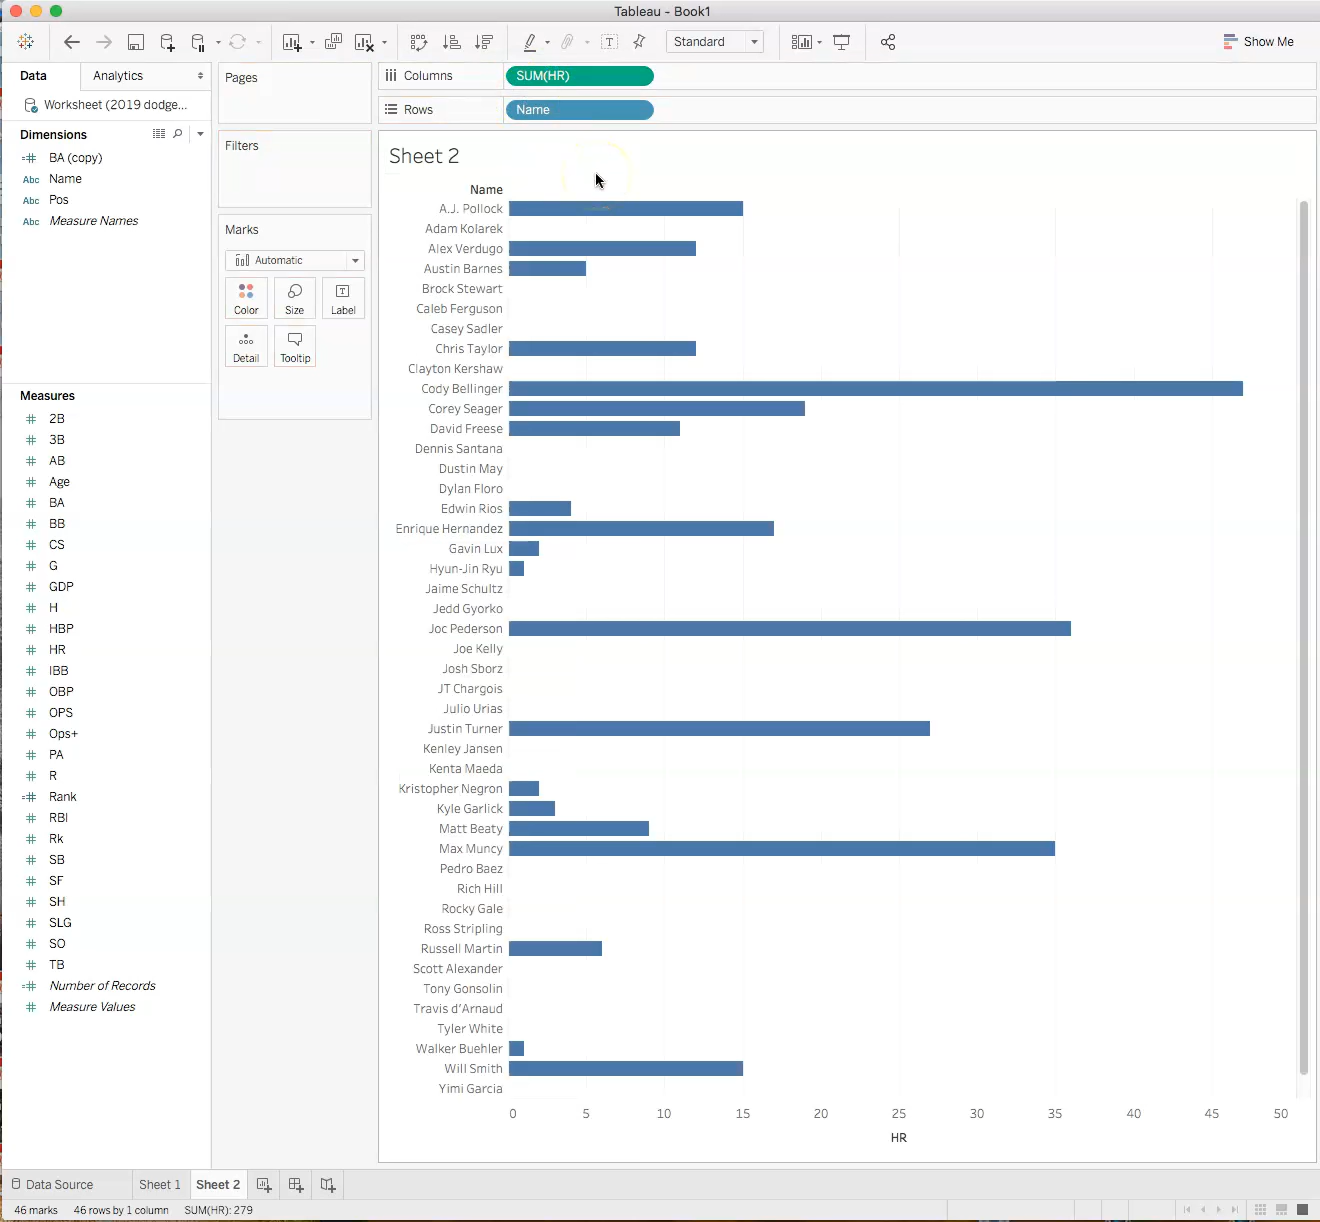 Tableau - Book1
Standard
Show Me
Data
Analytics
Pages
Columns
SUM(HR)
Worksheet (2019 dodge...
Rows
Name
Dimensions
Abc
BA (copy)
Abc
Name
Abc
Pos
Abc
Measure Names
Filters
Marks
Automatic
Color
Size
Label
Detail
Tooltip
Measures
2B
3B
AB
Age
BA
BB
CS
G
GDP
H
HBP
HR
IBB
OBP
OPS
Ops+
PA
R
Rank
RBI
Rk
SB
SF
SH
SLG
SO
TB
Number of Records
Measure Values
Sheet 2
Name
A.J. Pollock
Adam Kolarek
Alex Verdugo
Austin Barnes
Brock Stewart
Caleb Ferguson
Casey Sadler
Chris Taylor
Clayton Kershaw
Cody Bellinger
Corey Seager
David Freese
Dennis Santana
Dustin May
Dylan Floro
Edwin Rios
Enrique Hernandez
Gavin Lux
Hyun-Jin Ryu
Jaime Schultz
Jedd Gyorko
Joc Pederson
Joe Kelly
Josh Sborz
JT Chargois
Julio Urias
Justin Turner
Kenley Jansen
Kenta Maeda
Kristopher Negron
Kyle Garlick
Matt Beaty
Max Muncy
Pedro Baez
Rich Hill
Rocky Gale
Ross Stripling
Russell Martin
Scott Alexander
Tony Gonsolin
Travis d'Arnaud
Tyler White
Walker Buehler
Will Smith
Yimi Garcia
0 5 10 15 20 25 30 35 40 45 50
HR
Data Source
Sheet 1
Sheet 2
46 marks
46 rows by 1 column
SUM(HR): 279